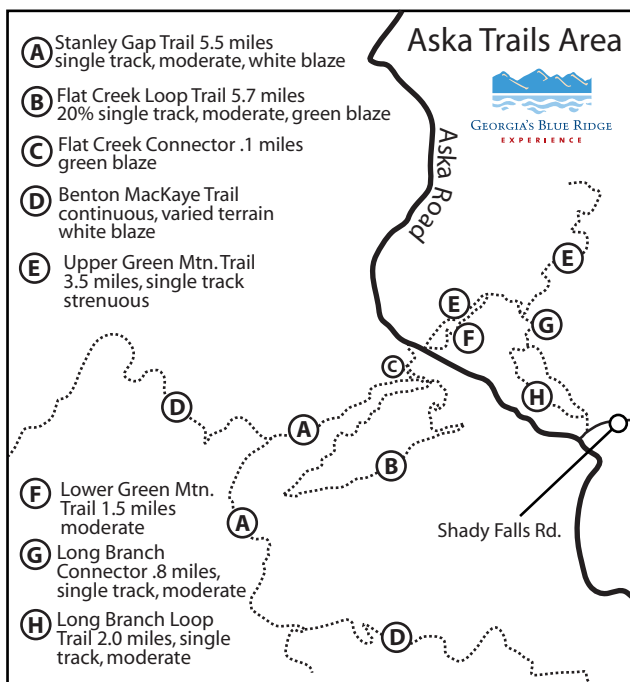 Aska Trails Area
GEORGIA'S BLUE RIDGE
EXPERIENCE
A
Stanley Gap Trail 5.5 miles
single track, moderate, white blaze
B
Flat Creek Loop Trail 5.7 miles
20% single track, moderate, green blaze
C
Flat Creek Connector .1 miles
green blaze
D
Benton MacKaye Trail
continuous, varied terrain
white blaze
E
Upper Green Mtn. Trail
3.5 miles, single track
strenuous
Aska Road
E
E
F
G
C
H
D
A
B
A
D
Shady Falls Rd.
F
Lower Green Mtn.
Trail 1.5 miles
moderate
G
Long Branch
Connector .8 miles,
single track, moderate
H
Long Branch Loop
Trail 2.0 miles, single
track, moderate